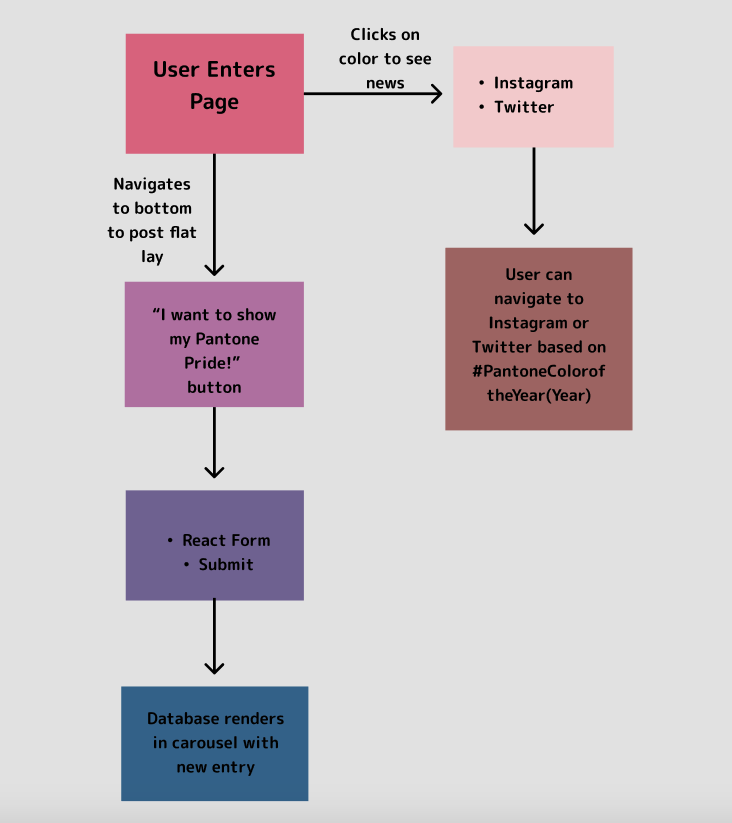 User Enters
Page
Clicks on
color to see
news
• Instagram
• Twitter
Navigates
to bottom
to post flat
lay
User can
navigate to
Instagram or
Twitter based on
#PantoneColorof
theYear(Year)
“I want to show
my Pantone
Pride!”
button
• React Form
• Submit
Database renders
in carousel with
new entry